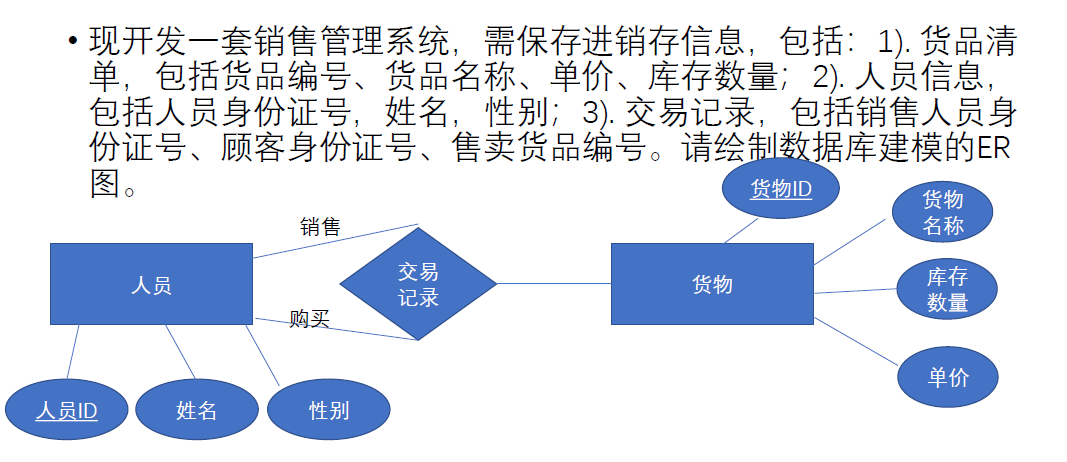 • 现开发一套销售管理系统，需保存进销存信息，包括：1). 货品清
单，包括货品编号、货品名称、单价、库存数量；2). 人员信息，
包括人员身份证号，姓名，性别；3). 交易记录，包括销售人员身
份证号、顾客身份证号、售卖货品编号。请绘制数据库建模的ER
图。
货物ID
货物
名称
销售
人员
交易
记录
货物
库存
数量
购买
单价
人员ID
姓名
性别